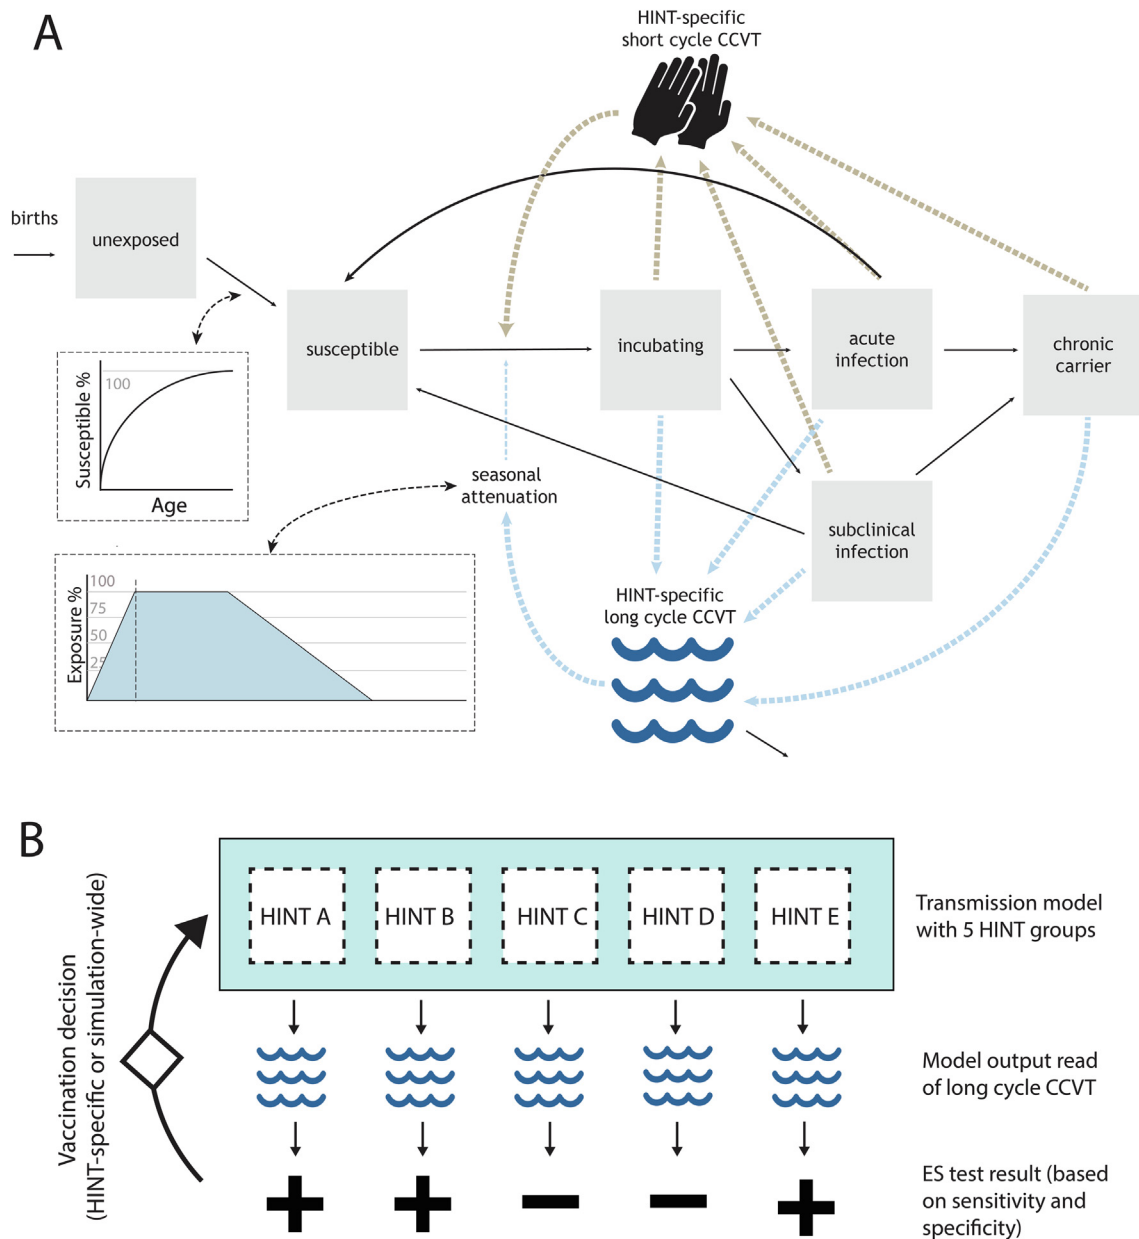 A
HINT-specific
short cycle CCVT
births
unexposed
susceptible
incubating
acute
infection
chronic
carrier
Susceptible %
100
Age
seasonal
attenuation
subclinical
infection
HINT-specific
long cycle CCVT
Exposure %
100
75
50
25
B
Vaccination decision
(HINT-specific or simulation-wide)
HINT A
HINT B
HINT C
HINT D
HINT E
Transmission model
with 5 HINT groups
Model output read
of long cycle CCVT
ES test result (based
on sensitivity and
specificity)